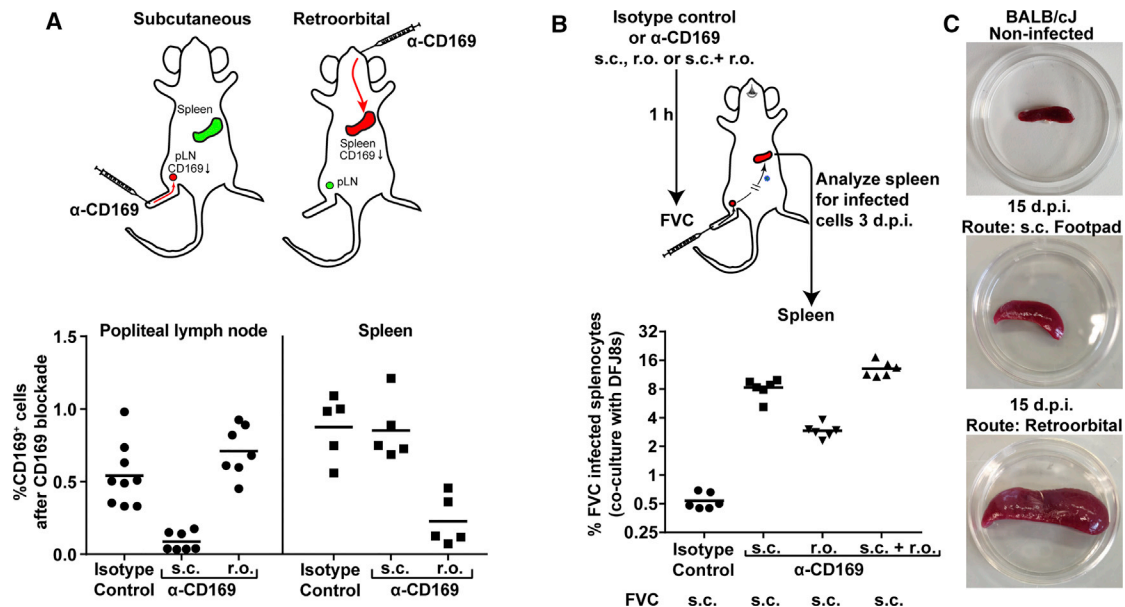 A
Subcutaneous
Retroorbital
α-CD169
Spleen
pLN
CD169↓
α-CD169
Spleen
CD169↓
pLN
Popliteal lymph node
Spleen
%CD169⁺ cells
after CD169 blockade
1.5
1.0
0.5
0.0
Isotype
Control
s.c.
r.o.
α-CD169
Isotype
Control
s.c.
r.o.
α-CD169
B
Isotype control
or α-CD169
s.c., r.o. or s.c.+ r.o.
1 h
FVC
Analyze spleen
for infected
cells 3 d.p.i.
Spleen
% FVC infected splenocytes
(co-culture with DFJ8s)
32
16
8
4
2
1
0.5
0.25
Isotype
Control
s.c.
r.o.
s.c. + r.o.
α-CD169
FVC
s.c.
s.c.
s.c.
s.c.
C
BALB/cJ
Non-infected
15 d.p.i.
Route: s.c. Footpad
15 d.p.i.
Route: Retroorbital